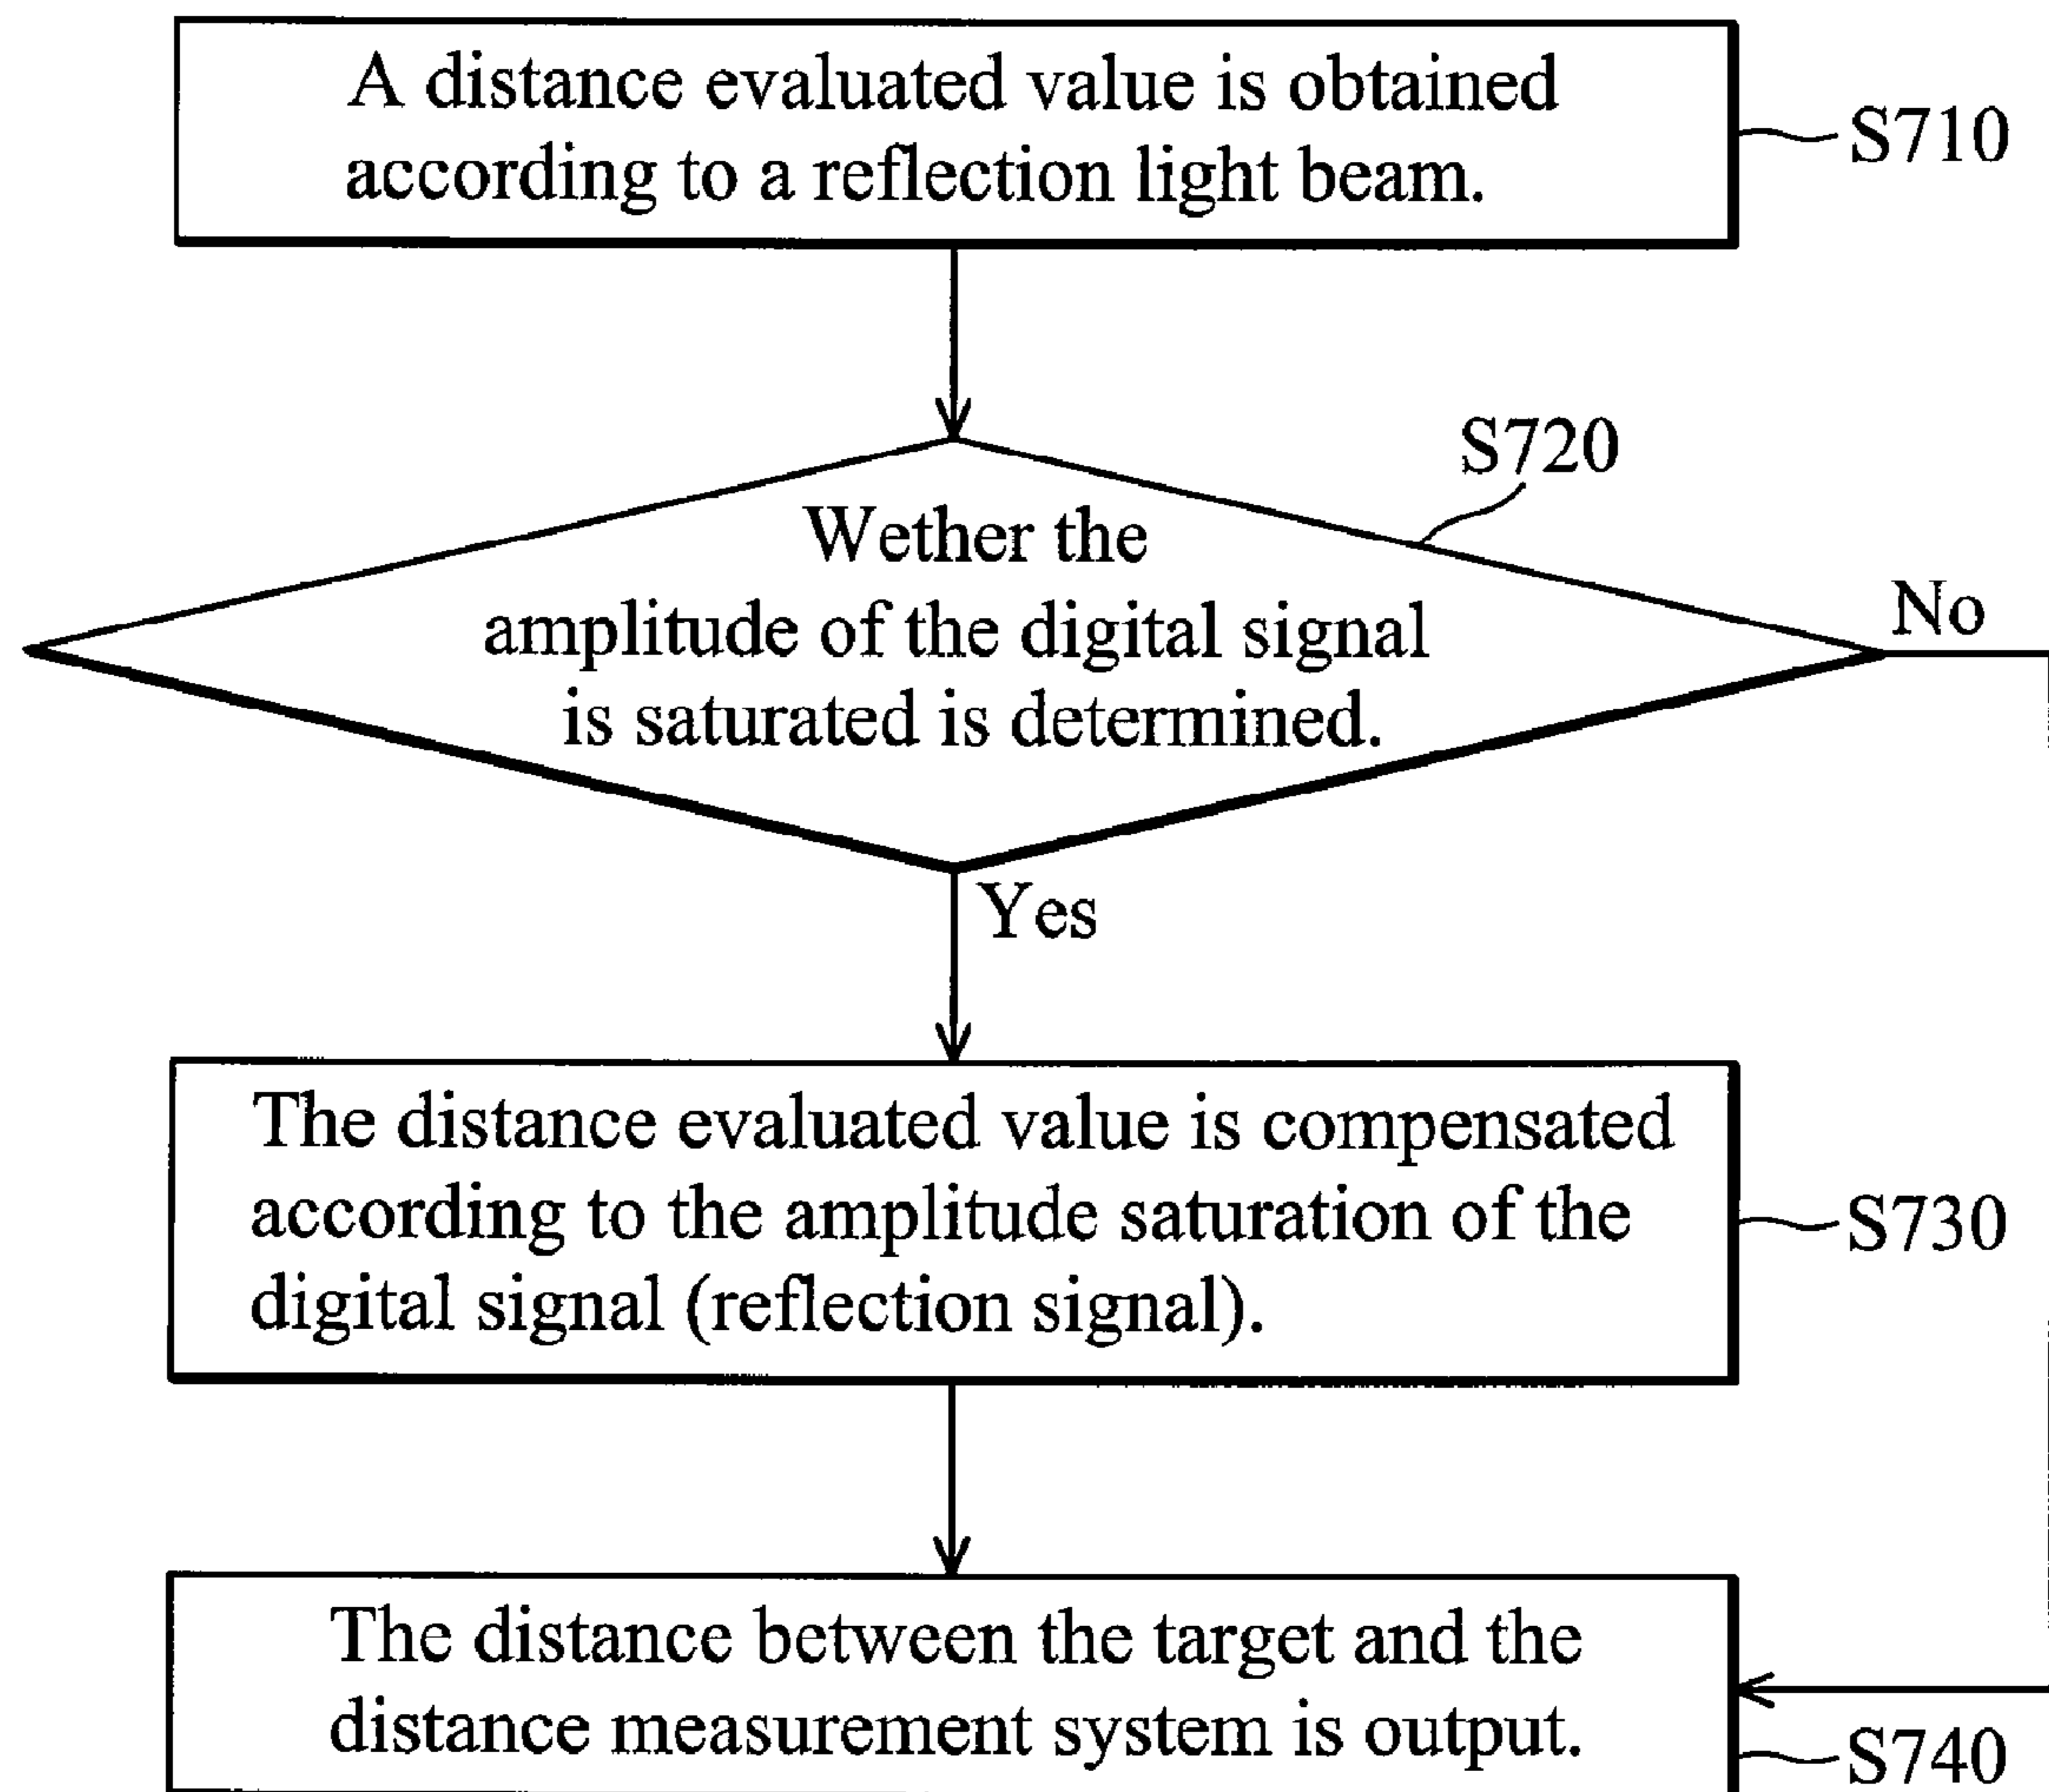 A distance evaluated value is obtained
according to a reflection light beam.
S710
S720
Wether the
amplitude of the digital signal
is saturated is determined.
No
Yes
The distance evaluated value is compensated
according to the amplitude saturation of the
digital signal (reflection signal).
S730
The distance between the target and the
distance measurement system is output.
S740